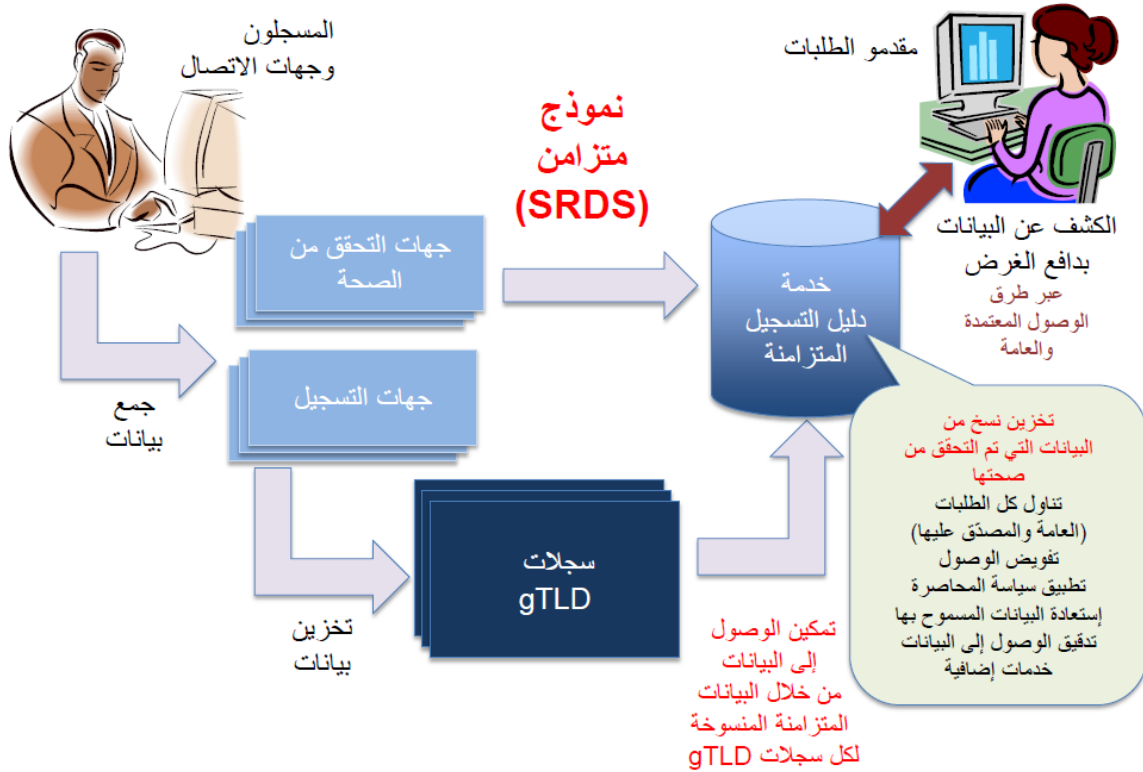 المسجلون
وجهات الاتصال
نموذج
متزامن
(SRDS)
مقدمو الطلبات
جهات التحقق من
الصحة
خدمة
دليل التسجيل
المتزامنة
الكشف عن البيانات
بدافع الغرض
عبر طرق
الوصول المعتمدة
والعامة
جمع
بيانات
جهات التسجيل
تخزين نسخ من
البيانات التي تم التحقق من
صحتها
تناول كل الطلبات
(العامة والمصدّق عليها)
تفويض الوصول
تطبيق سياسة المحاصرة
إستعادة البيانات المسموح بها
تدقيق الوصول إلى البيانات
خدمات إضافية
سجلات
gTLD
تخزين
بيانات
تمكين الوصول
إلى البيانات
من خلال البيانات
المتزامنة المنسوخة
لكل سجلات gTLD